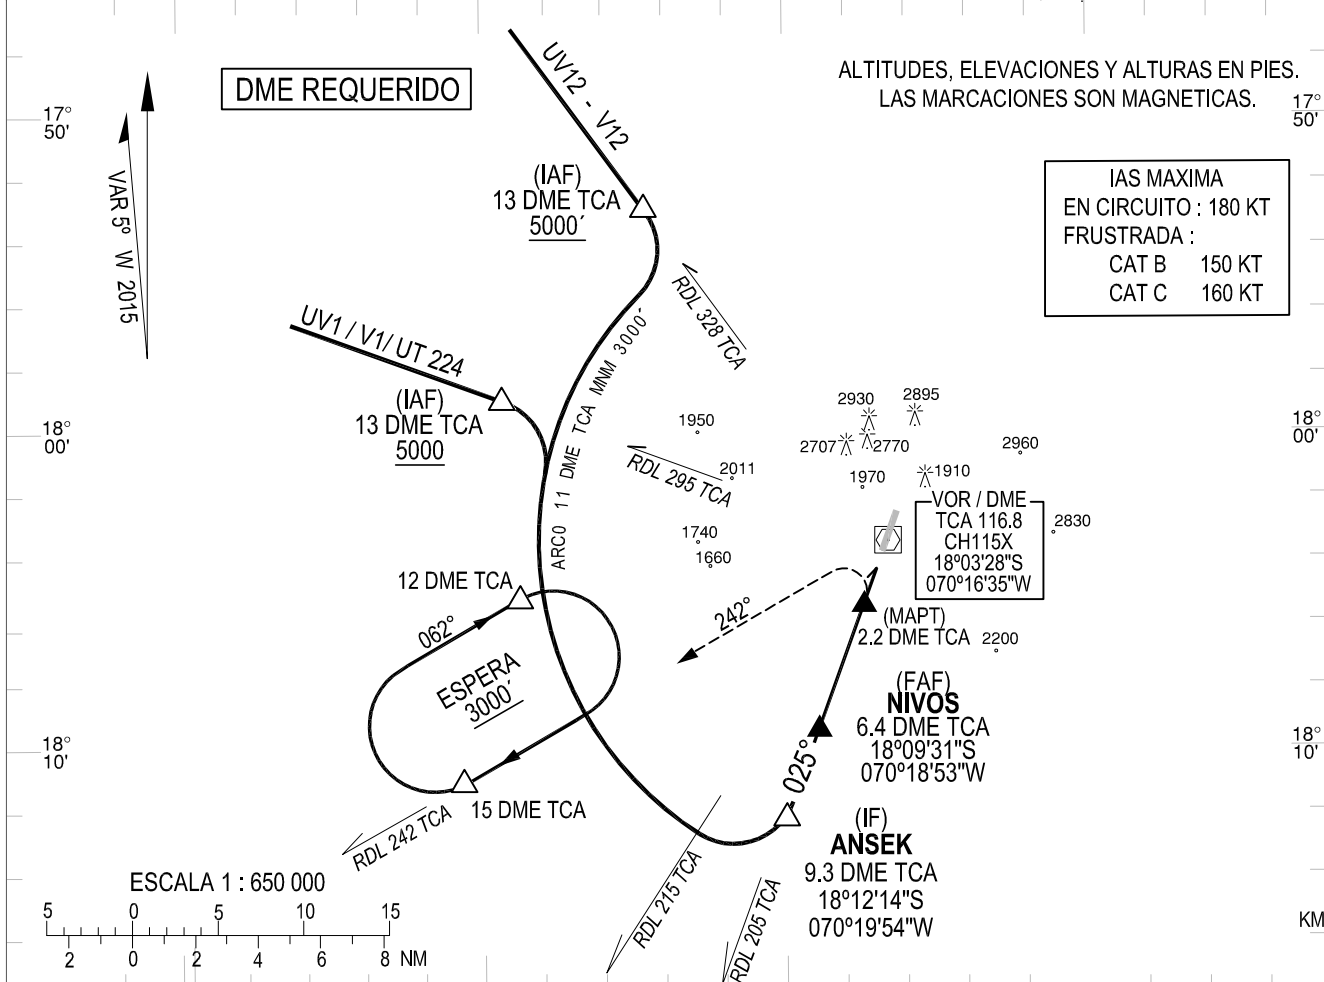 DME REQUERIDO
ALTITUDES, ELEVACIONES Y ALTURAS EN PIES.
LAS MARCACIONES SON MAGNETICAS.
17°
50'
17°
50'
VAR 5º W 2015
UV12 - V12
(IAF)
13 DME TCA
5000´
IAS MAXIMA
EN CIRCUITO : 180 KT
FRUSTRADA :
CAT B 150 KT
CAT C 160 KT
RDL 328 TCA
UV1 / V1/ UT 224
(IAF)
13 DME TCA
5000
ARCO 11 DME TCA MNM 3000´
18°
00'
18°
00'
1950
2930
2895
2707
2770
2960
RDL 295 TCA
2011
1970
1910
1740
1660
VOR / DME
TCA 116.8
CH115X
18º03'28"S
070º16'35"W
2830
12 DME TCA
062°
ESPERA
3000´
242°
(MAPT)
2.2 DME TCA
2200
(FAF)
NIVOS
6.4 DME TCA
18º09'31"S
070º18'53"W
18°
10'
18°
10'
025°
15 DME TCA
RDL 242 TCA
(IF)
ANSEK
9.3 DME TCA
18º12'14"S
070º19'54"W
RDL 215 TCA
RDL 205 TCA
ESCALA 1 : 650 000
5 0 5 10 15
KM
2 0 2 4 6 8 NM